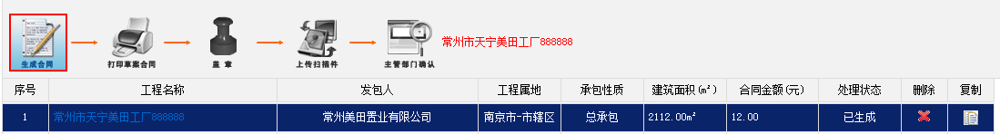 常州市天宁美田工厂888888
生成合同 打印草案合同 盖 章 上传扫描件 主管部门确认
序号 工程名称 发包人 工程属地 承包性质 建筑面积(㎡) 合同金额(元) 处理状态 删除 复制
1 常州市天宁美田工厂888888 常州美田置业有限公司 南京市-市辖区 总承包 2112.00㎡ 12.00 已生成